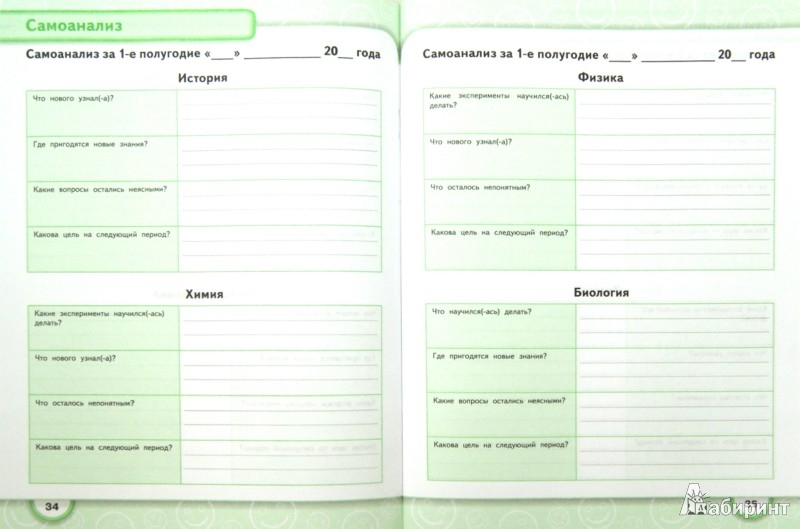 Самоанализ
Самоанализ за 1-е полугодие «___» ____________ 20__ года
История
Что нового узнал(-а)?
Где пригодятся новые знания?
Какие вопросы остались неясными?
Какова цель на следующий период?
Химия
Какие эксперименты научился(-ась)
делать?
Что нового узнал(-а)?
Что осталось непонятным?
Какова цель на следующий период?
34
Самоанализ за 1-е полугодие «___» ____________ 20__ года
Физика
Какие эксперименты научился(-ась)
делать?
Что нового узнал(-а)?
Что осталось непонятным?
Какова цель на следующий период?
Биология
Что научился(-ась) делать?
Где пригодятся новые знания?
Какие вопросы остались неясными?
Какова цель на следующий период?
35
Лабиринт